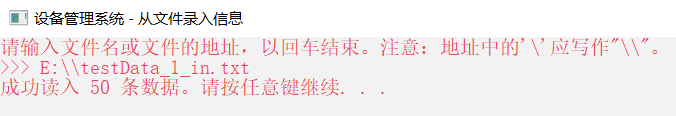 设备管理系统 - 从文件录入信息
请输入文件名或文件的地址，以回车结束。注意：地址中的'\'应写作"\\"。
>>> E:\\testData_1_in.txt
成功读入 50 条数据。请按任意键继续. . .